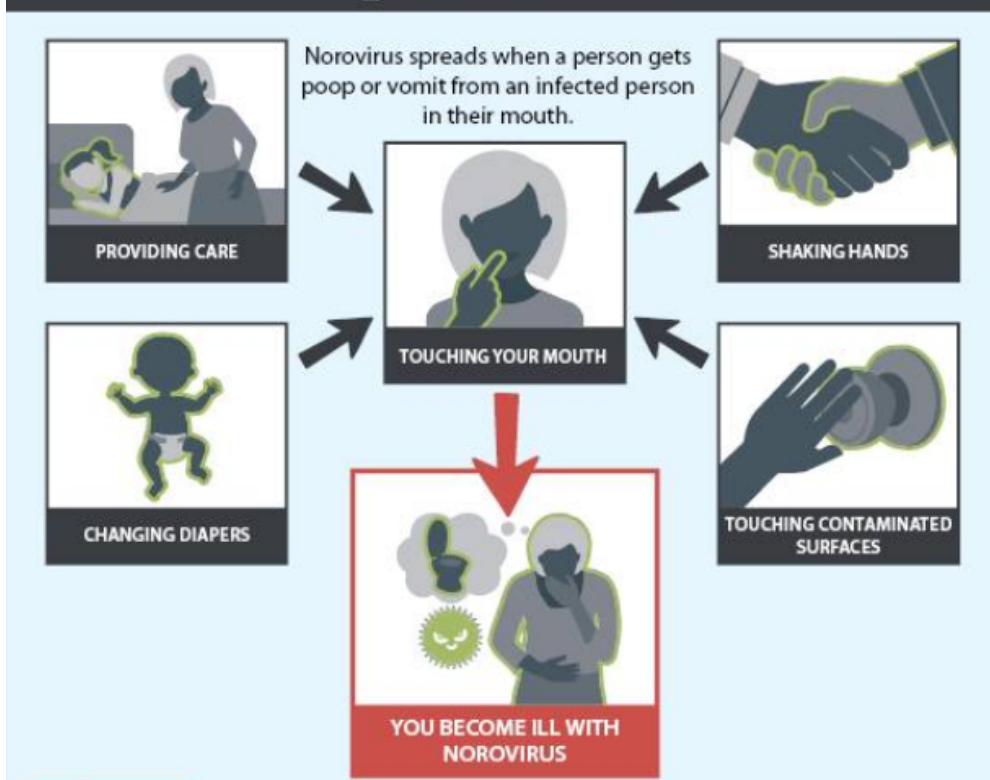 Norovirus spreads when a person gets
poop or vomit from an infected person
in their mouth.
PROVIDING CARE
SHAKING HANDS
TOUCHING YOUR MOUTH
CHANGING DIAPERS
TOUCHING CONTAMINATED
SURFACES
YOU BECOME ILL WITH
NOROVIRUS